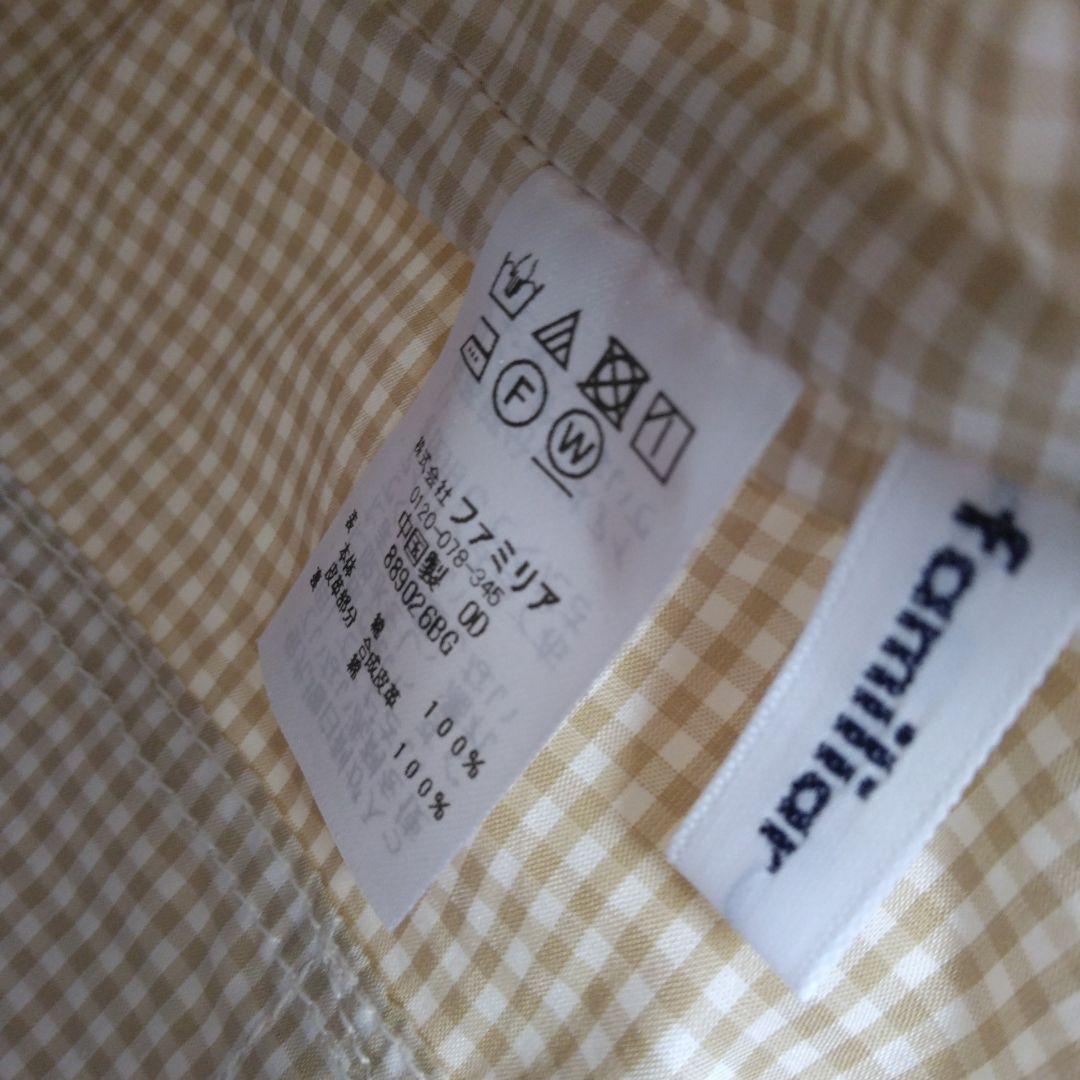 F
W
株式会社 ファミリア
0120-078-345
中国製 00
889026BG
表 本体 綿 100%
皮革部分 合成皮革
裏 綿 100%
familiar